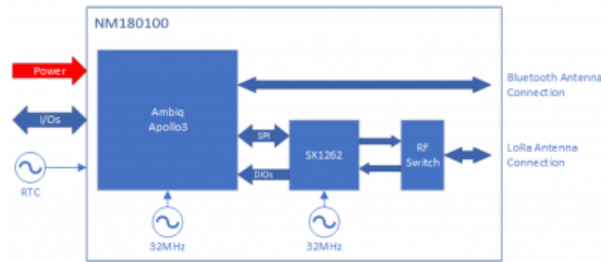 NM180100
Power
I/Os
RTC
Ambiq
Apollo3
SPI
DIOs
SX1262
RF
Switch
Bluetooth Antenna
Connection
LoRa Antenna
Connection
32MHz
32MHz